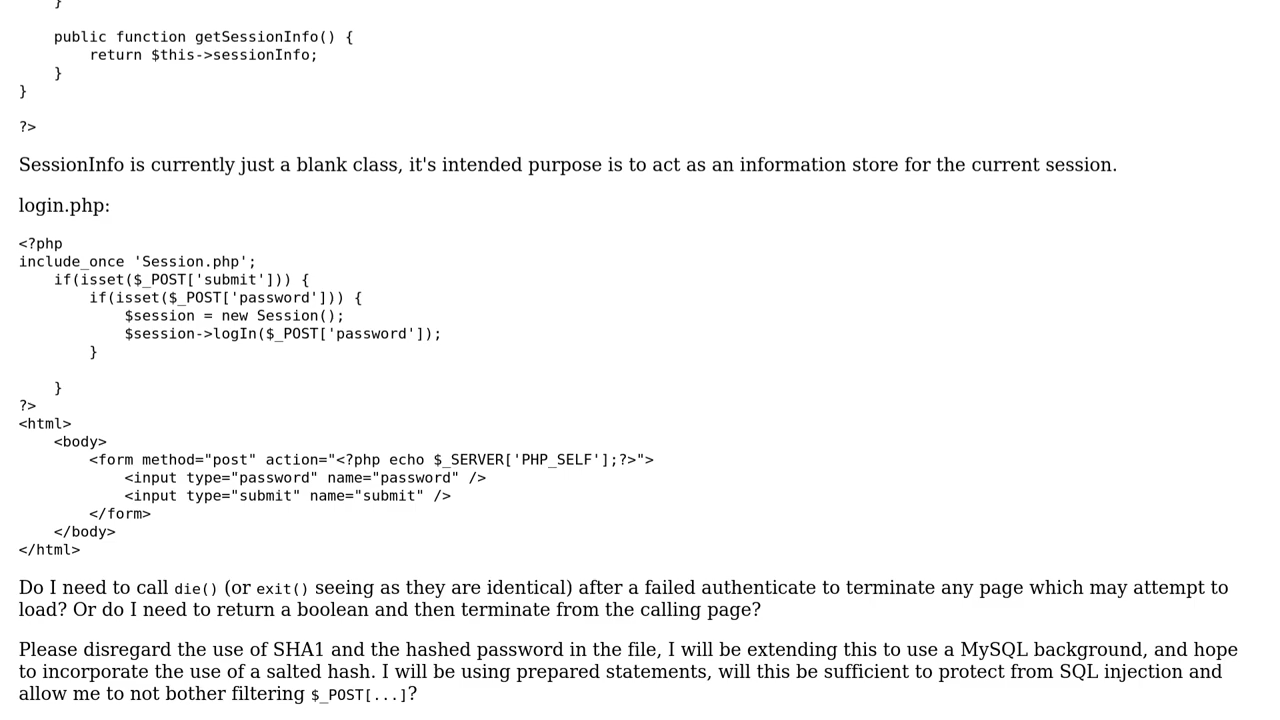 }

    public function getSessionInfo() {
        return $this->sessionInfo;
    }
}

?>
SessionInfo is currently just a blank class, it's intended purpose is to act as an information store for the current session.
login.php:
<?php
include_once 'Session.php';
    if(isset($_POST['submit'])) {
        if(isset($_POST['password'])) {
            $session = new Session();
            $session->logIn($_POST['password']);
        }

    }
?>
<html>
    <body>
        <form method="post" action="<?php echo $_SERVER['PHP_SELF'];?>">
            <input type="password" name="password" />
            <input type="submit" name="submit" />
        </form>
    </body>
</html>
Do I need to call die() (or exit() seeing as they are identical) after a failed authenticate to terminate any page which may attempt to
load? Or do I need to return a boolean and then terminate from the calling page?
Please disregard the use of SHA1 and the hashed password in the file, I will be extending this to use a MySQL background, and hope
to incorporate the use of a salted hash. I will be using prepared statements, will this be sufficient to protect from SQL injection and
allow me to not bother filtering $_POST[...]?